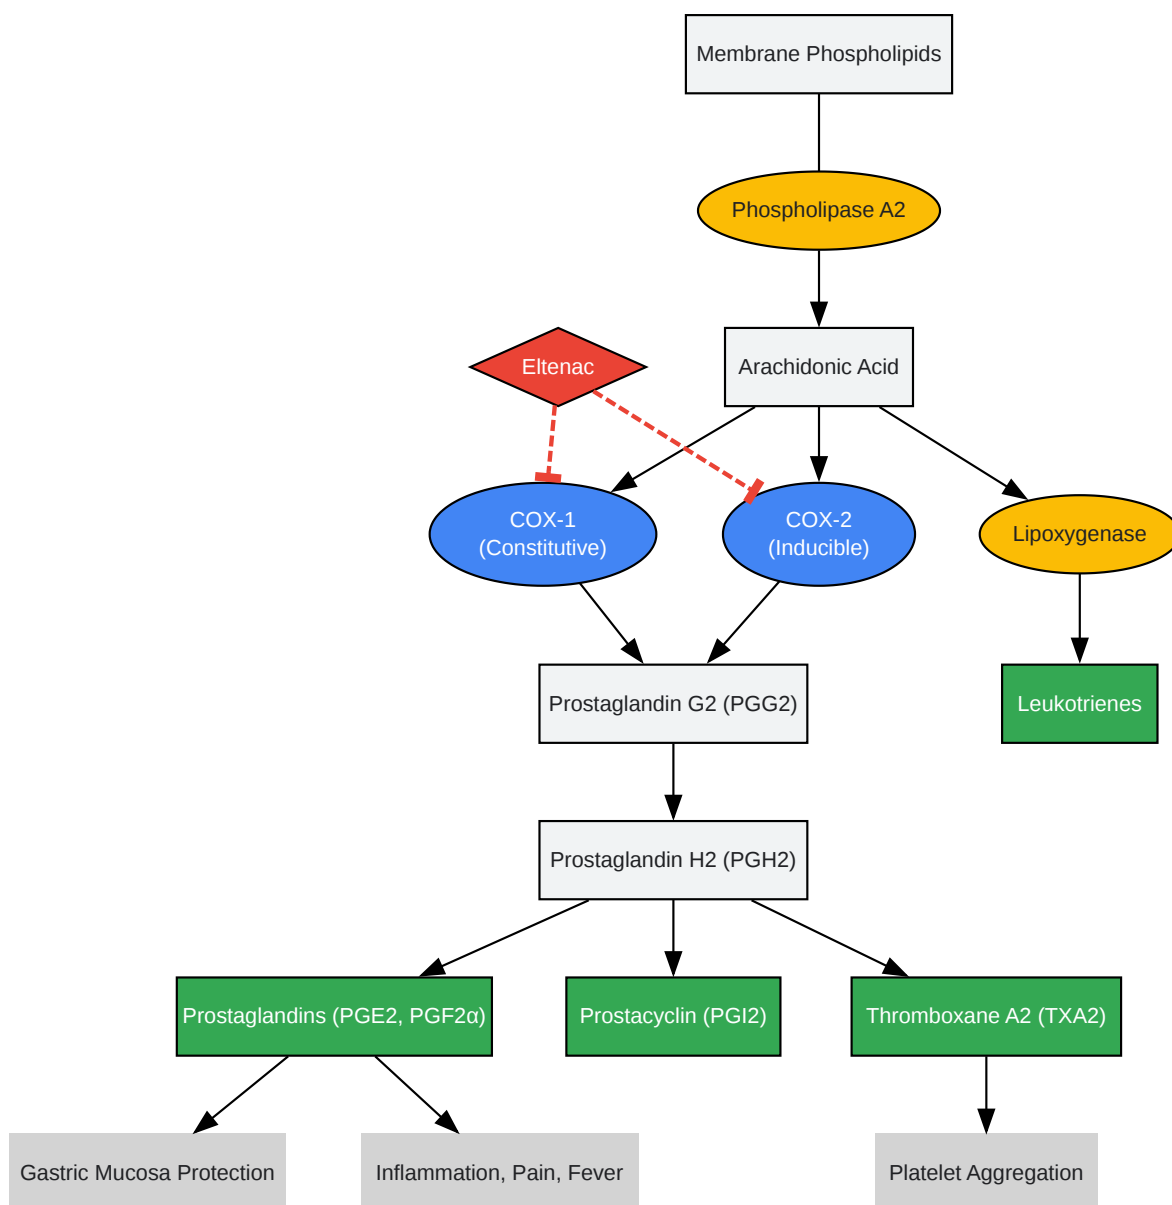 Membrane Phospholipids
Phospholipase A2
Eltenac
Arachidonic Acid
COX-1
(Constitutive)
COX-2
(Inducible)
Lipoxygenase
Prostaglandin G2 (PGG2)
Leukotrienes
Prostaglandin H2 (PGH2)
Prostaglandins (PGE2, PGF2α)
Prostacyclin (PGI2)
Thromboxane A2 (TXA2)
Gastric Mucosa Protection
Inflammation, Pain, Fever
Platelet Aggregation